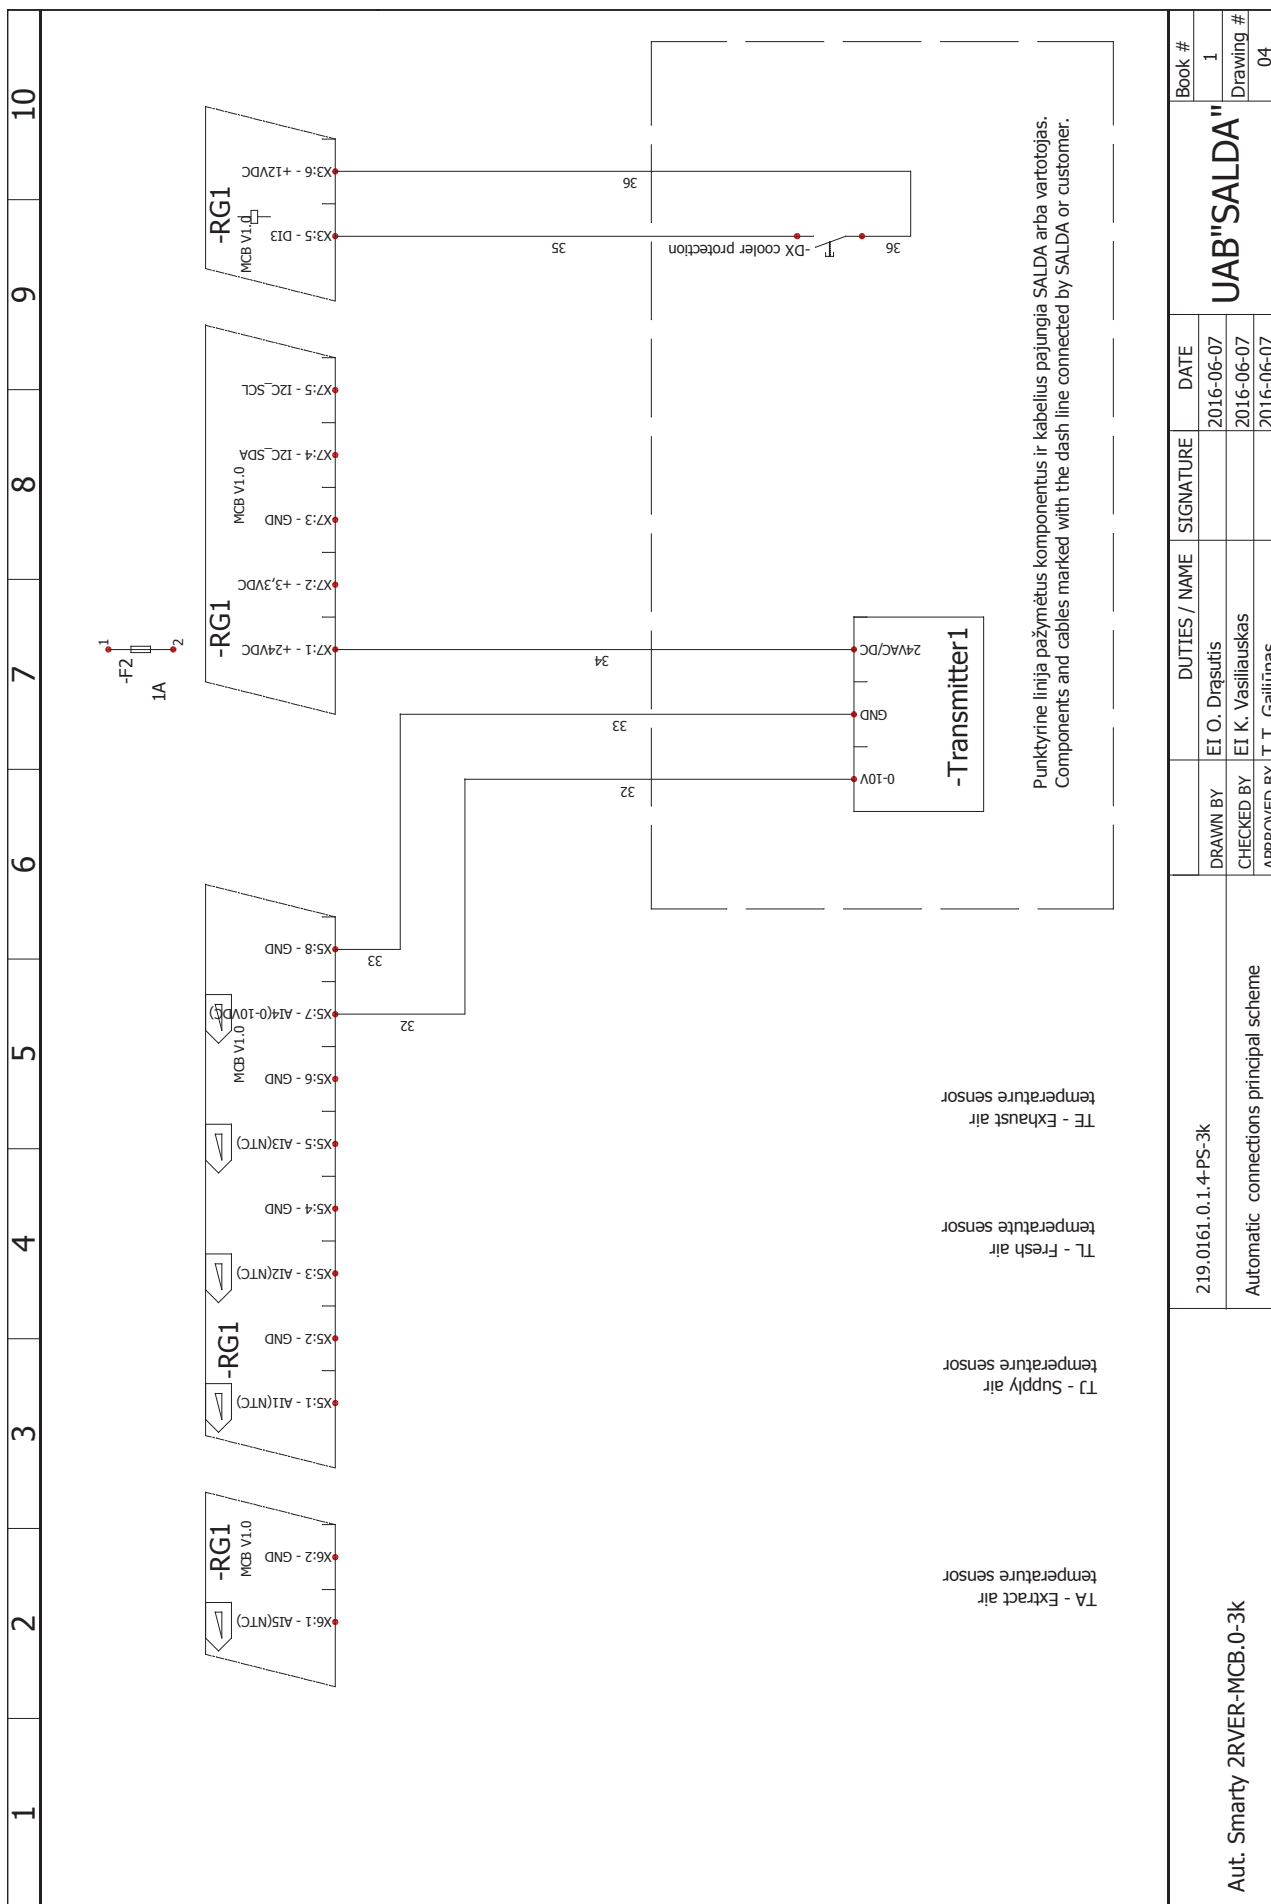 1
2
3
4
5
6
7
8
9
10
-RG1
MCB V1.0
X6:1 - AI5(NTC)
X6:2 - GND
-RG1
MCB V1.0
X5:1 - AI1(NTC)
X5:2 - GND
X5:3 - AI2(NTC)
X5:4 - GND
X5:5 - AI3(NTC)
X5:6 - GND
X5:7 - AI4(0-10VDC)
X5:8 - GND
-F2
1A
1
2
-RG1
MCB V1.0
X7:1 - +24VDC
X7:2 - +3,3VDC
X7:3 - GND
X7:4 - I2C_SDA
X7:5 - I2C_SCL
-RG1
MCB V1.0
X3:5 - DI3
X3:6 - +12VDC
32
33
32
33
34
35
36
36
-DX cooler protection
0-10V
GND
24VAC/DC
-Transmitter1
TA - Extract air
temperature sensor
TJ - Supply air
temperature sensor
TL - Fresh air
temperatute sensor
TE - Exhaust air
temperature sensor
Punktyrine linija pažymėtus komponentus ir kabelius pajungia SALDA arba vartotojas.
Components and cables marked with the dash line connected by SALDA or customer.
Aut. Smarty 2RVER-MCB.0-3k
219.0161.0.1.4-PS-3k
Automatic connections principal scheme
DUTIES / NAME SIGNATURE DATE
DRAWN BY EI O. Drąsutis 2016-06-07
CHECKED BY EI K. Vasiliauskas 2016-06-07
APPROVED BY T T. Gailiūnas 2016-06-07
UAB"SALDA"
Book #
1
Drawing #
04